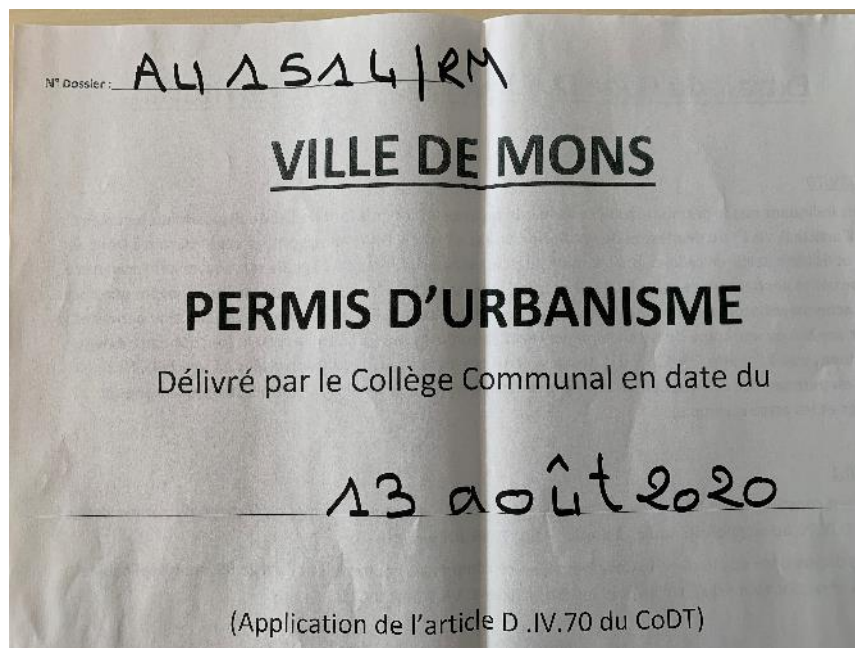 N° Dossier : AU 1514/RM
VILLE DE MONS
PERMIS D'URBANISME
Délivré par le Collège Communal en date du
13 août 2020
(Application de l'article D .IV.70 du CoDT)